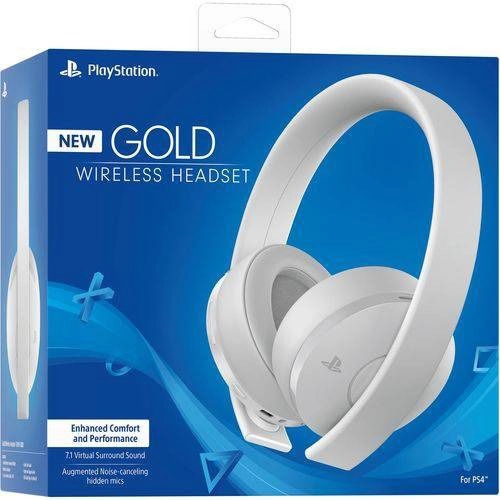 PlayStation.
NEW GOLD
WIRELESS HEADSET
Enhanced Comfort
and Performance
7.1 Virtual Surround Sound
Augmented Noise-canceling
hidden mics
For PS4™